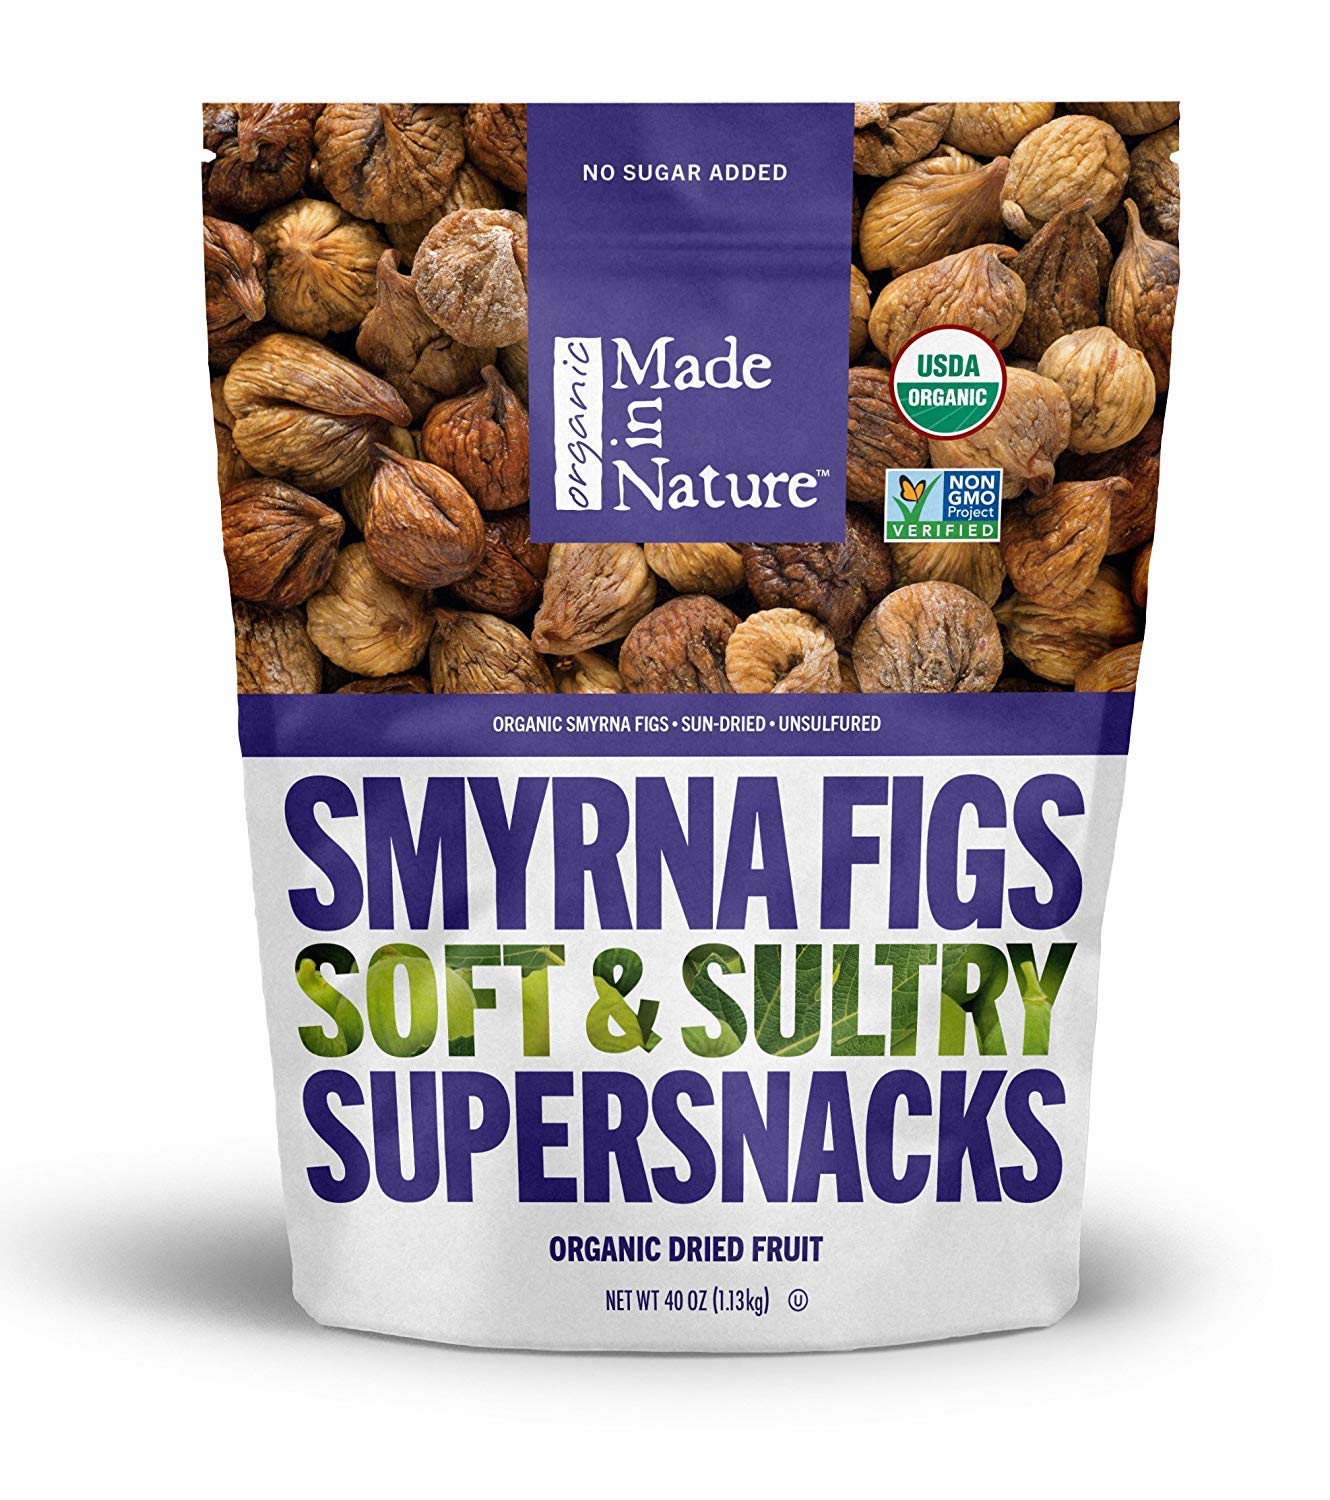 NO SUGAR ADDED
organic
Made
in
Nature™
USDA
ORGANIC
NON
GMO
Project
VERIFIED
ORGANIC SMYRNA FIGS • SUN-DRIED • UNSULFURED
SMYRNA FIGS
SOFT & SULTRY
SUPERSNACKS
ORGANIC DRIED FRUIT
NET WT 40 OZ (1.13kg) Ⓤ